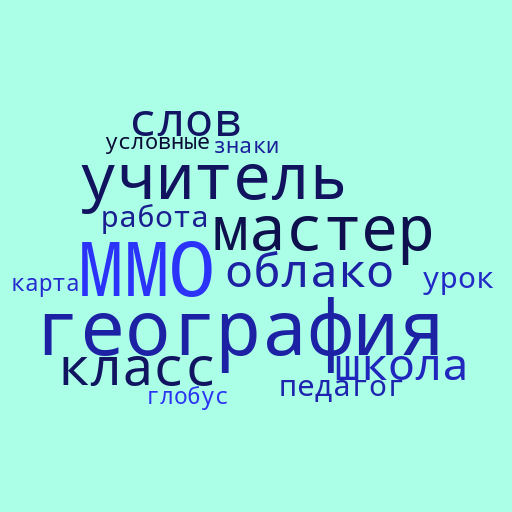 слов
условные знаки
учитель
работа
мастер
ММО
облако
карта
урок
география
класс
школа
педагог
глобус